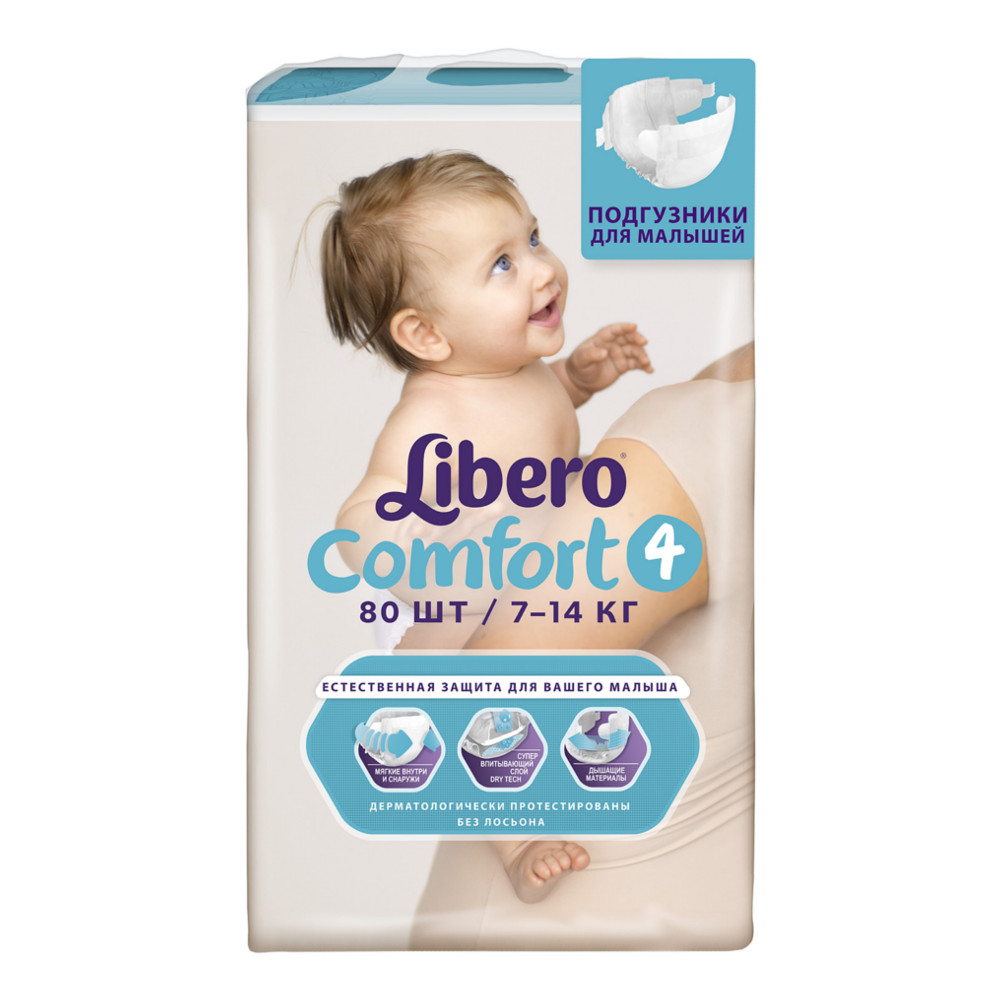 ПОДГУЗНИКИ
ДЛЯ МАЛЫШЕЙ
Libero®
Comfort 4
80 ШТ / 7–14 КГ
ЕСТЕСТВЕННАЯ ЗАЩИТА ДЛЯ ВАШЕГО МАЛЫША
МЯГКИЕ ВНУТРИ
И СНАРУЖИ
СУПЕР
ВПИТЫВАЮЩИЙ
СЛОЙ
DRY TECH
ДЫШАЩИЕ
МАТЕРИАЛЫ
ДЕРМАТОЛОГИЧЕСКИ ПРОТЕСТИРОВАНЫ
БЕЗ ЛОСЬОНА